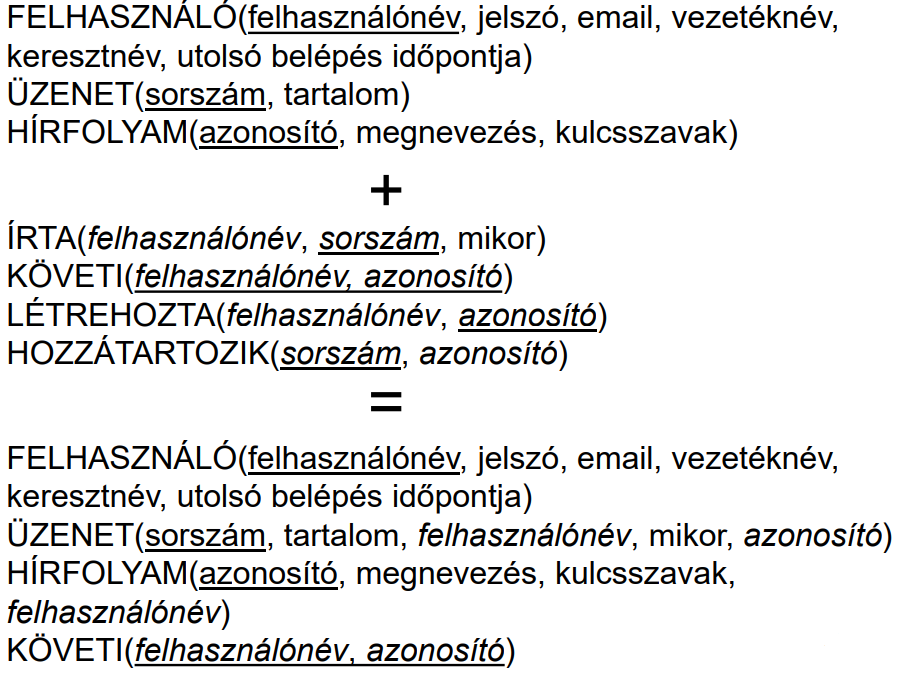 FELHASZNÁLÓ(felhasználónév, jelszó, email, vezetéknév,
keresztnév, utolsó belépés időpontja)
ÜZENET(sorszám, tartalom)
HÍRFOLYAM(azonosító, megnevezés, kulcsszavak)
+
ÍRTA(felhasználónév, sorszám, mikor)
KÖVETI(felhasználónév, azonosító)
LÉTREHOZTA(felhasználónév, azonosító)
HOZZÁTARTOZIK(sorszám, azonosító)
=
FELHASZNÁLÓ(felhasználónév, jelszó, email, vezetéknév,
keresztnév, utolsó belépés időpontja)
ÜZENET(sorszám, tartalom, felhasználónév, mikor, azonosító)
HÍRFOLYAM(azonosító, megnevezés, kulcsszavak,
felhasználónév)
KÖVETI(felhasználónév, azonosító)